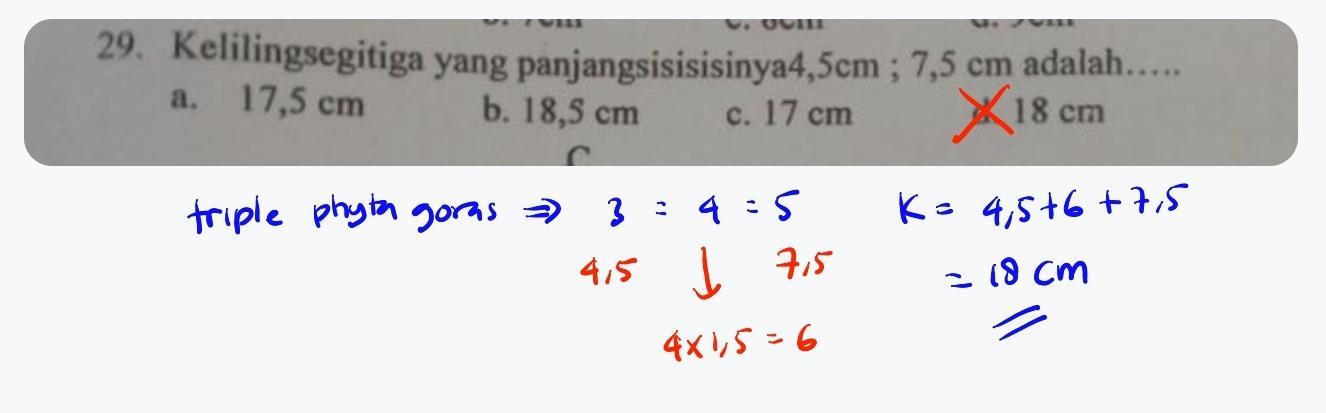 29. Kelilingsegitiga yang panjangsisisisinya4,5cm ; 7,5 cm adalah.....
a. 17,5 cm b. 18,5 cm c. 17 cm d. 18 cm
triple phytagoras ⇒ 3 : 4 : 5
4,5 ↓ 7,5
4x1,5 = 6
K = 4,5+6+7,5
= 18 cm